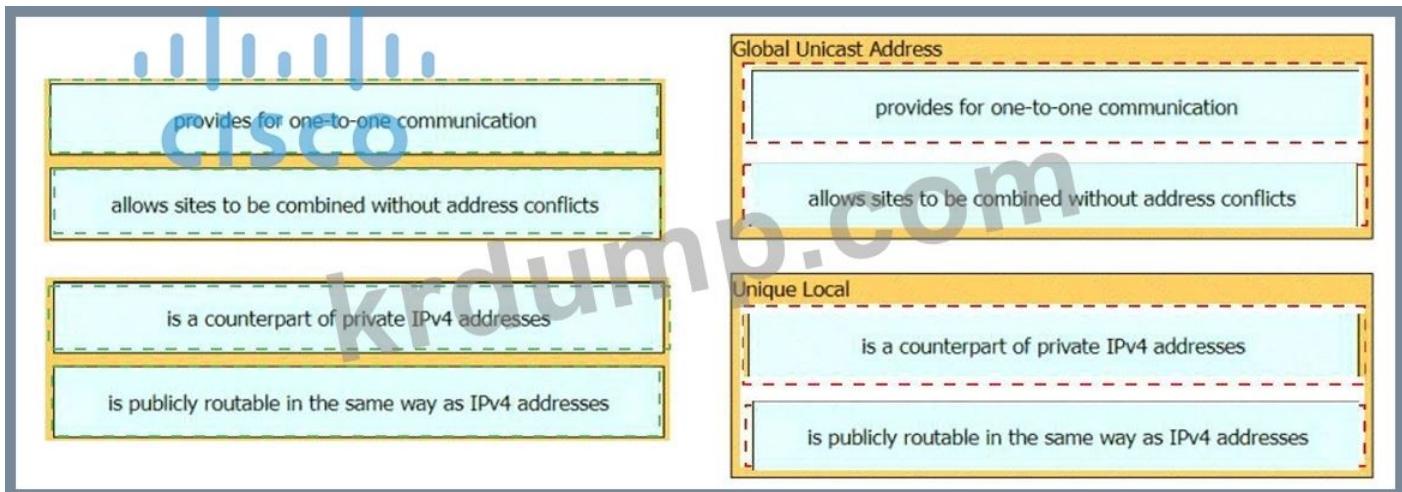 CISCO
provides for one-to-one communication
allows sites to be combined without address conflicts
is a counterpart of private IPv4 addresses
is publicly routable in the same way as IPv4 addresses
Global Unicast Address
provides for one-to-one communication
allows sites to be combined without address conflicts
Unique Local
is a counterpart of private IPv4 addresses
is publicly routable in the same way as IPv4 addresses
krdump.com